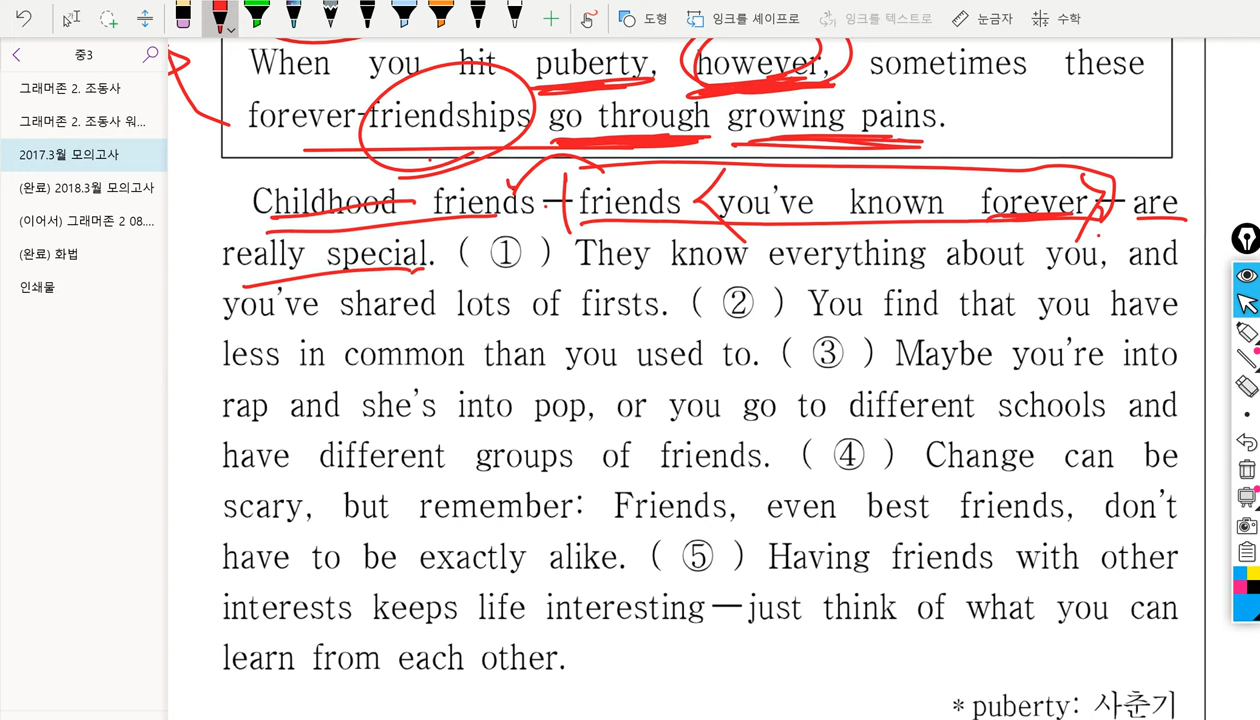 도형
잉크를 셰이프로
잉크를 텍스트로
눈금자
수학
중3
그래머존 2. 조동사
그래머존 2. 조동사 워...
2017.3월 모의고사
(완료) 2018.3월 모의고사
(이어서) 그래머존 2 08....
(완료) 화법
인쇄물
When you hit puberty, however, sometimes these
forever-friendships go through growing pains.
Childhood friends—friends you've known forever—are
really special. ( ① ) They know everything about you, and
you've shared lots of firsts. ( ② ) You find that you have
less in common than you used to. ( ③ ) Maybe you're into
rap and she's into pop, or you go to different schools and
have different groups of friends. ( ④ ) Change can be
scary, but remember: Friends, even best friends, don't
have to be exactly alike. ( ⑤ ) Having friends with other
interests keeps life interesting—just think of what you can
learn from each other.
* puberty: 사춘기